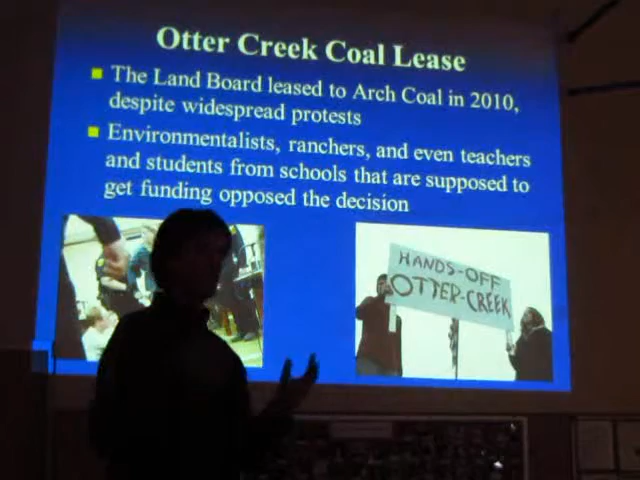 Otter Creek Coal Lease
The Land Board leased to Arch Coal in 2010,
despite widespread protests
Environmentalists, ranchers, and even teachers
and students from schools that are supposed to
get funding opposed the decision
HANDS-OFF
OTTER-CREEK